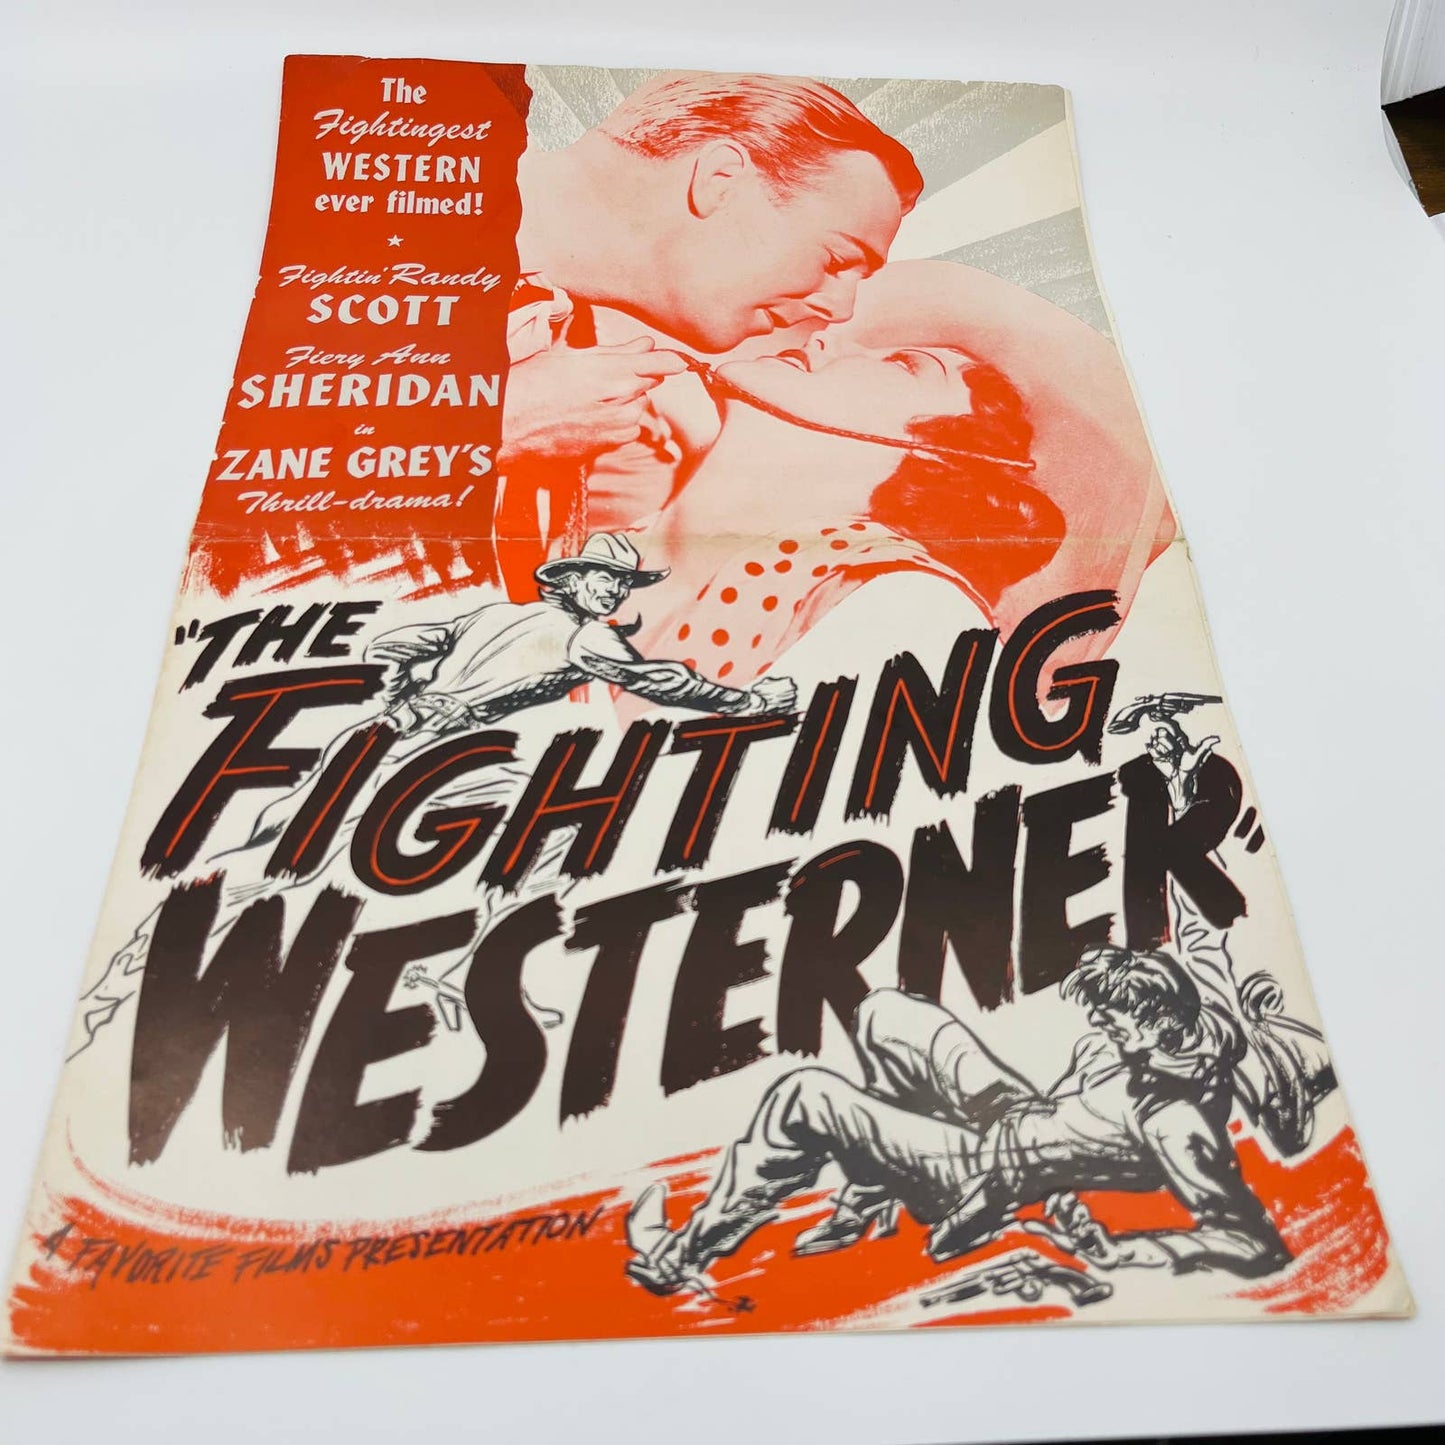 The
Fightingest
WESTERN
ever filmed!
Fightin' Randy
SCOTT
Fiery Ann
SHERIDAN
in
ZANE GREY'S
Thrill-drama!
"THE
FIGHTING
WESTERNER"
A FAVORITE FILMS PRESENTATION